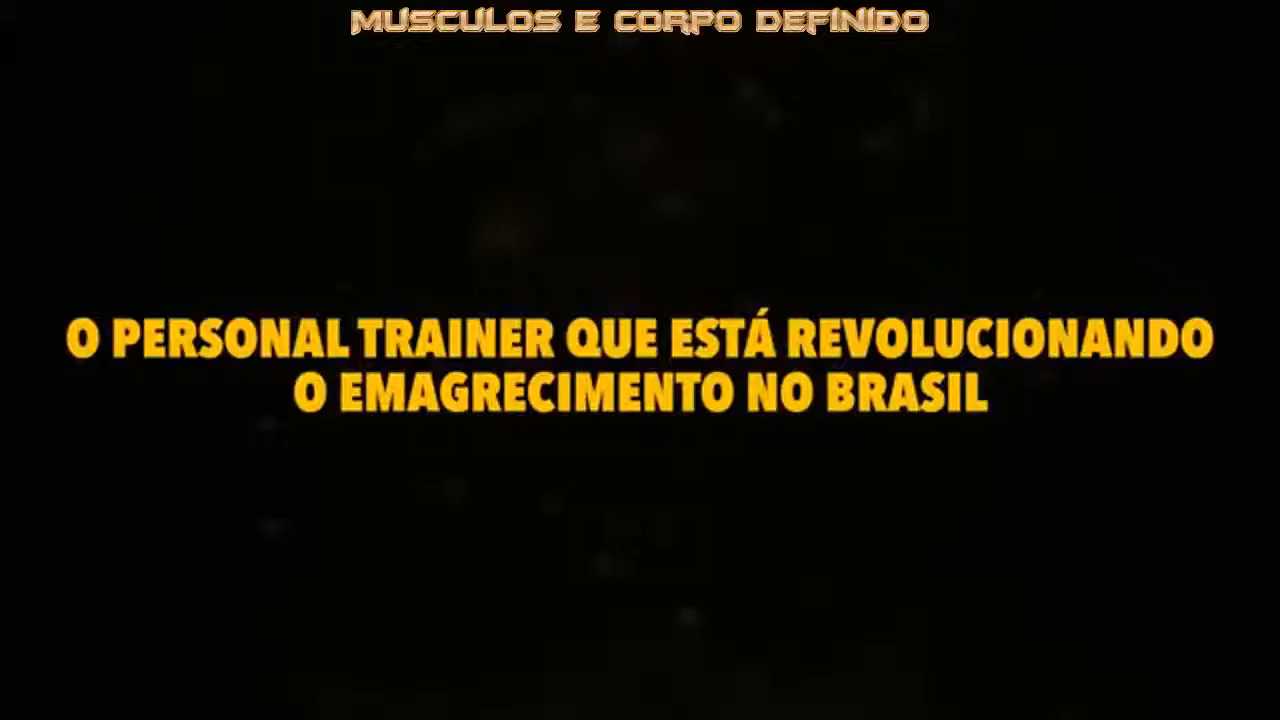 MUSCULOS E CORPO DEFINIDO
O PERSONAL TRAINER QUE ESTÁ REVOLUCIONANDO
O EMAGRECIMENTO NO BRASIL